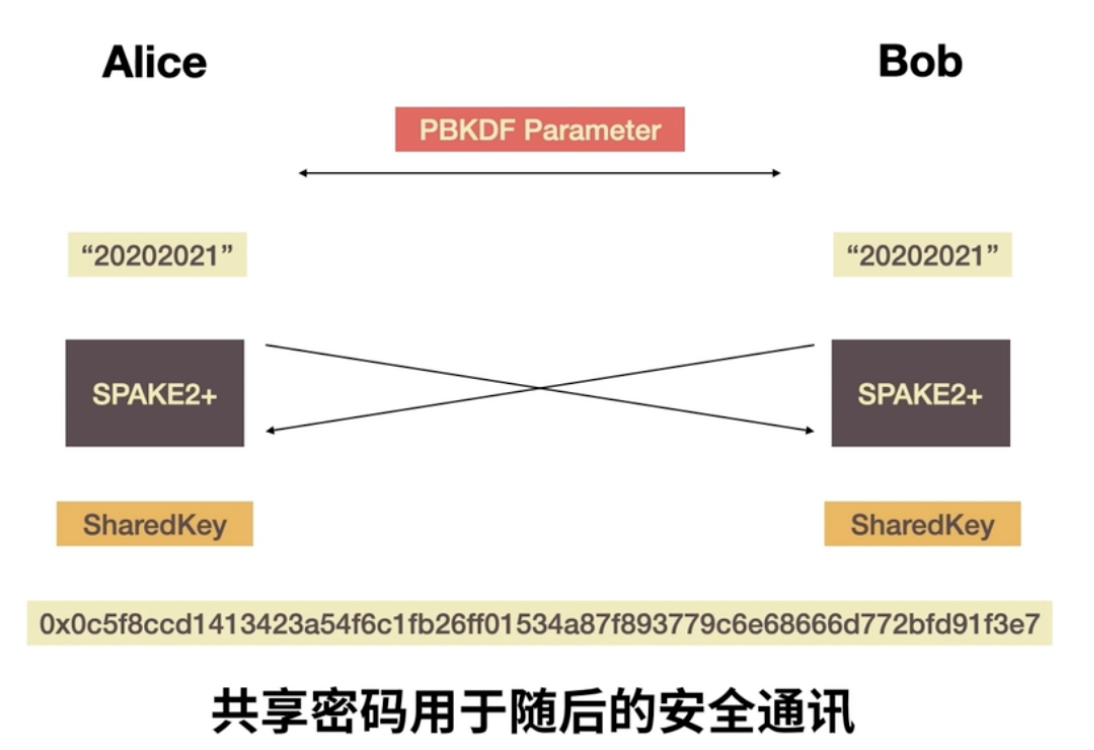 Alice
Bob
PBKDF Parameter
“20202021”
“20202021”
SPAKE2+
SPAKE2+
SharedKey
SharedKey
0x0c5f8ccd1413423a54f6c1fb26ff01534a87f893779c6e68666d772bfd91f3e7
共享密码用于随后的安全通讯